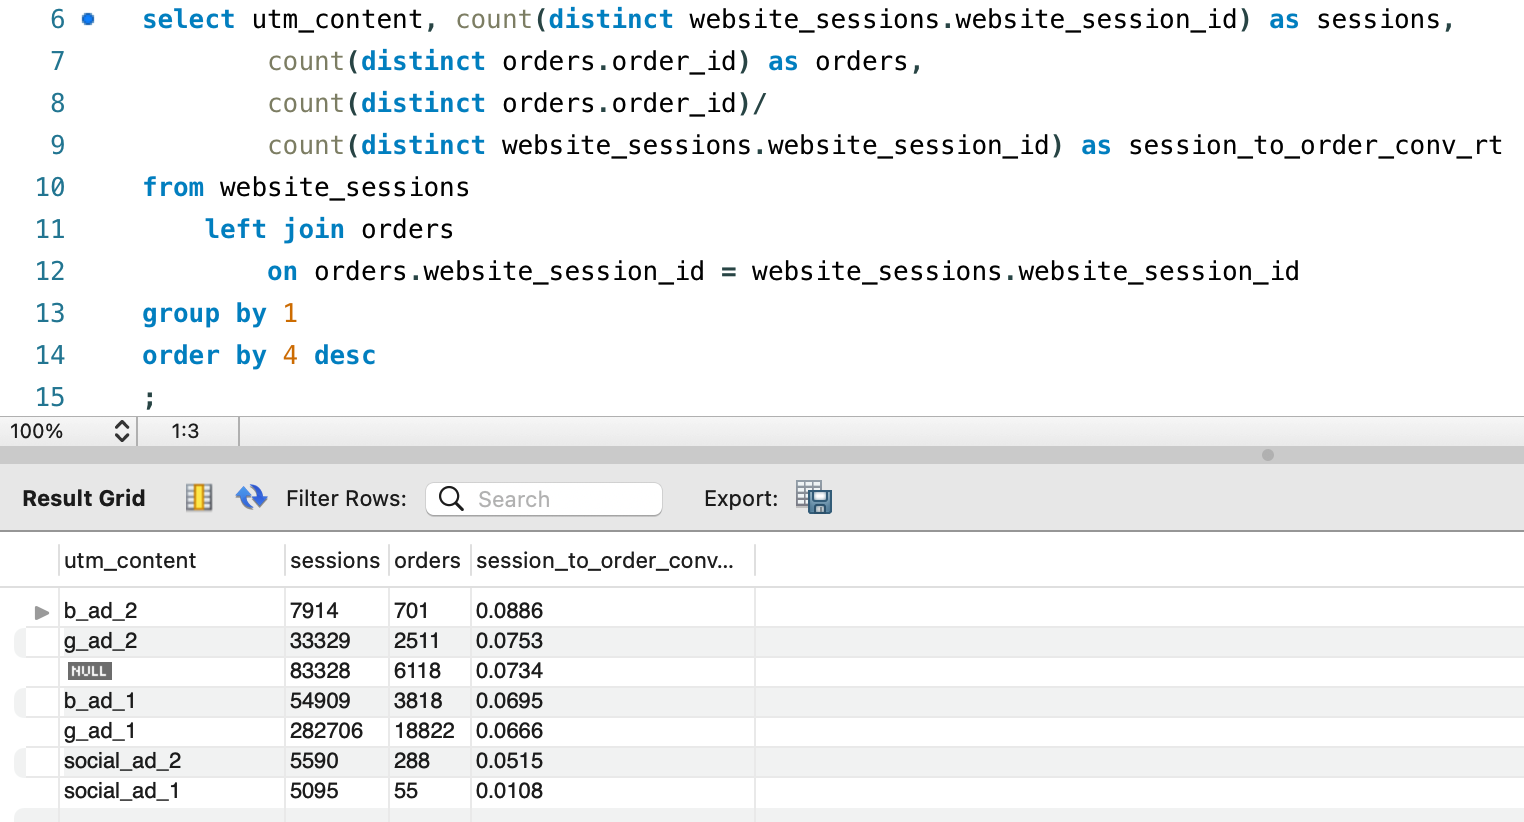 6 select utm_content, count(distinct website_sessions.website_session_id) as sessions,
7 count(distinct orders.order_id) as orders,
8 count(distinct orders.order_id)/
9 count(distinct website_sessions.website_session_id) as session_to_order_conv_rt
10 from website_sessions
11 left join orders
12 on orders.website_session_id = website_sessions.website_session_id
13 group by 1
14 order by 4 desc
15 ;
100% 1:3
Result Grid Filter Rows: Search Export:
utm_content sessions orders session_to_order_conv...
b_ad_2 7914 701 0.0886
g_ad_2 33329 2511 0.0753
NULL 83328 6118 0.0734
b_ad_1 54909 3818 0.0695
g_ad_1 282706 18822 0.0666
social_ad_2 5590 288 0.0515
social_ad_1 5095 55 0.0108